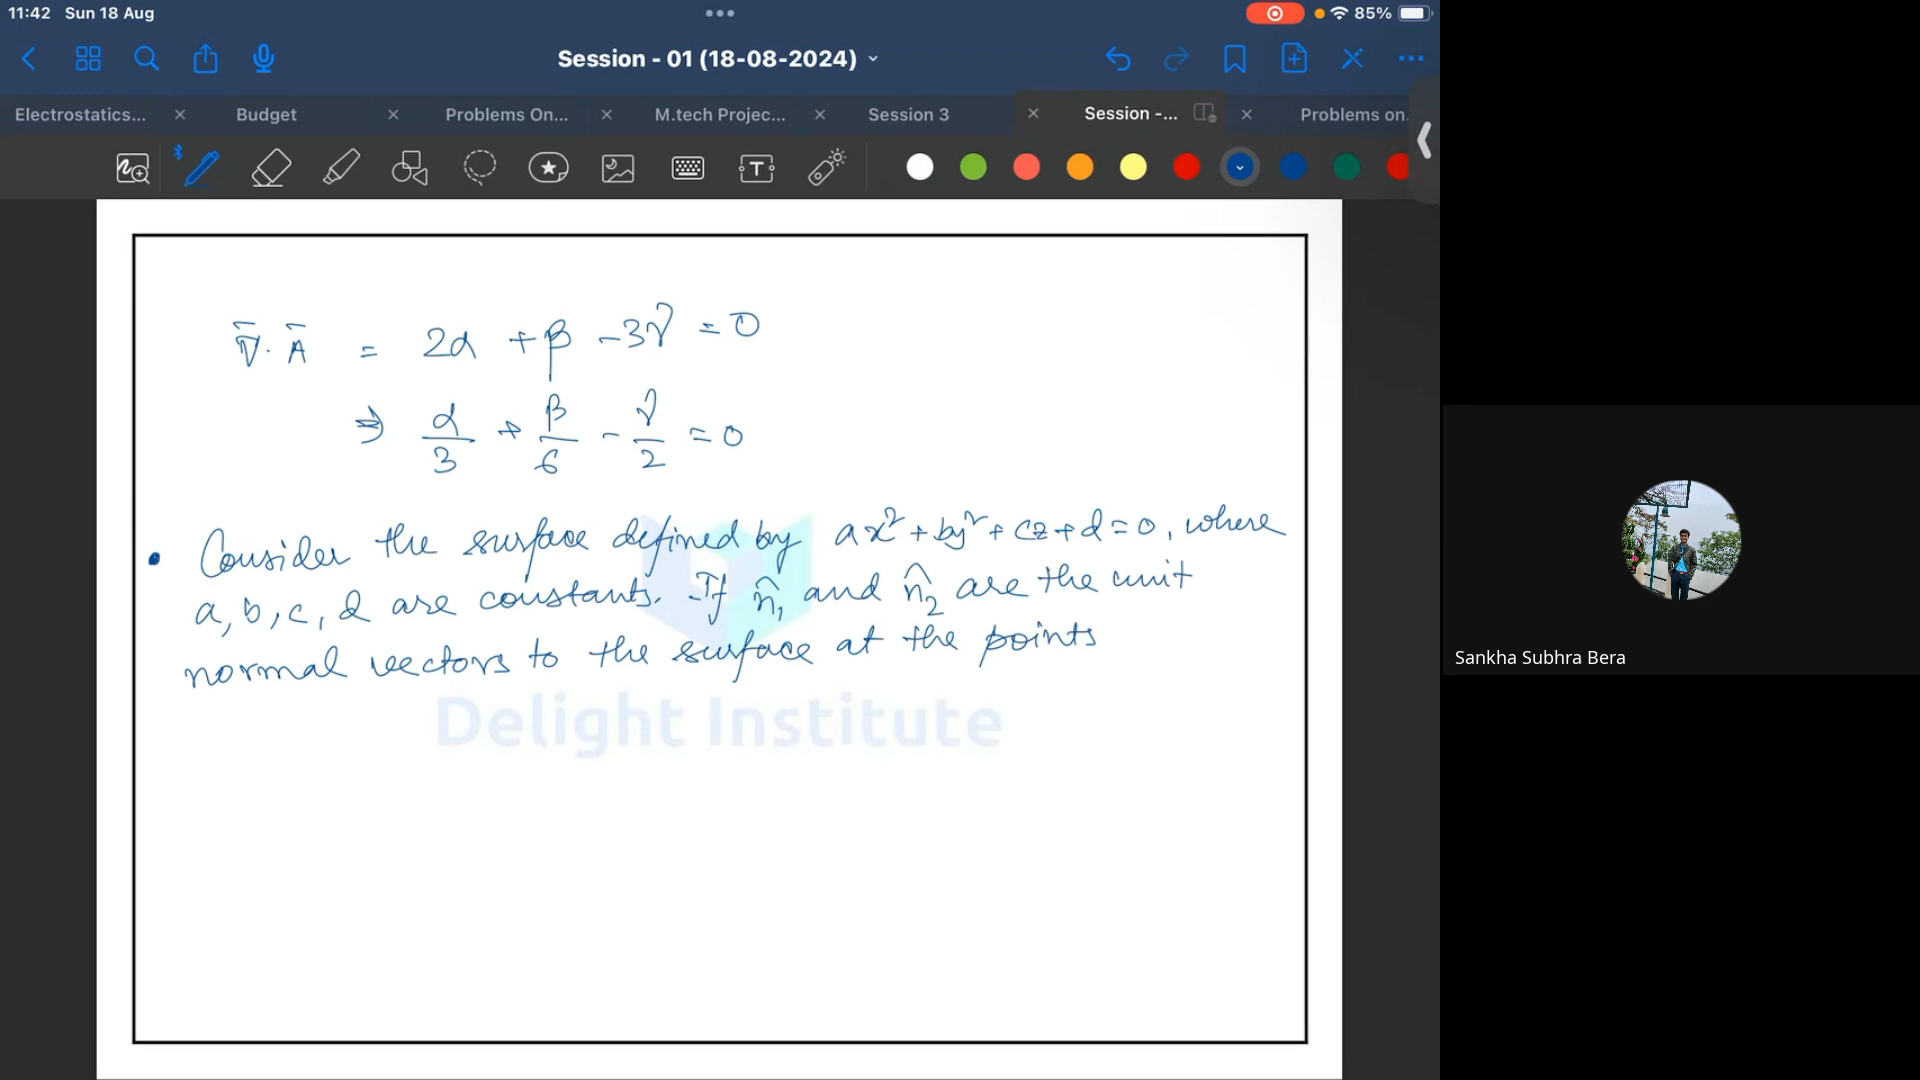 11:42 Sun 18 Aug
85%
Session - 01 (18-08-2024)
Electrostatics... Budget Problems On... M.tech Projec... Session 3 Session -... Problems on.
∇̄. Ā = 2α + β - 3γ = 0
⇒ α/3 + β/6 - γ/2 = 0
• Consider the surface defined by ax² + by² + cz + d = 0, where
a, b, c, d are constants. If n̂₁ and n̂₂ are the unit
normal vectors to the surface at the points
Delight Institute
Sankha Subhra Bera